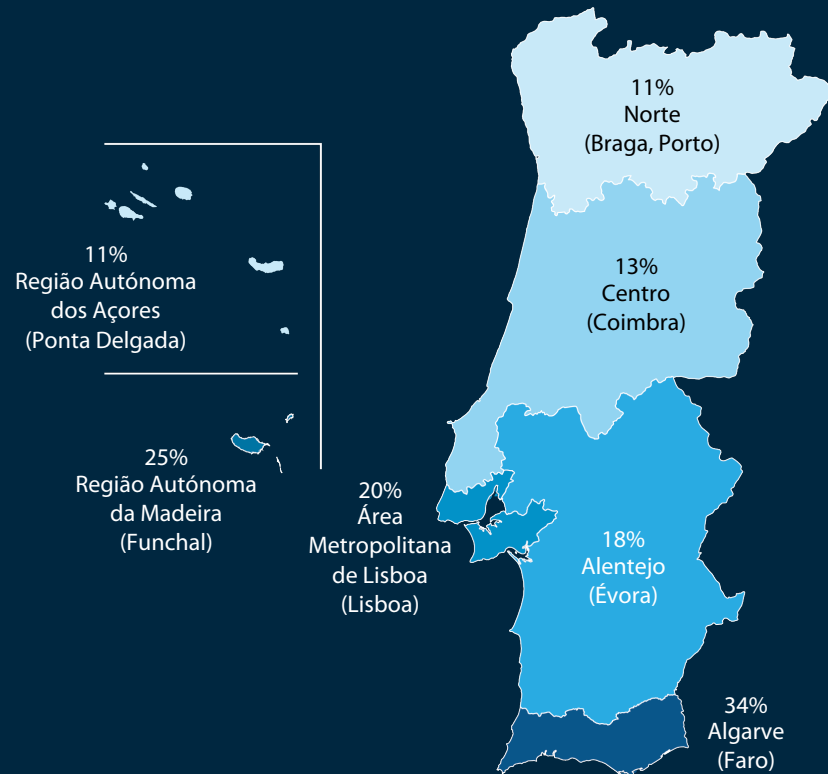 11%
Norte
(Braga, Porto)
11%
Região Autónoma
dos Açores
(Ponta Delgada)
13%
Centro
(Coimbra)
25%
Região Autónoma
da Madeira
(Funchal)
20%
Área
Metropolitana
de Lisboa
(Lisboa)
18%
Alentejo
(Évora)
34%
Algarve
(Faro)